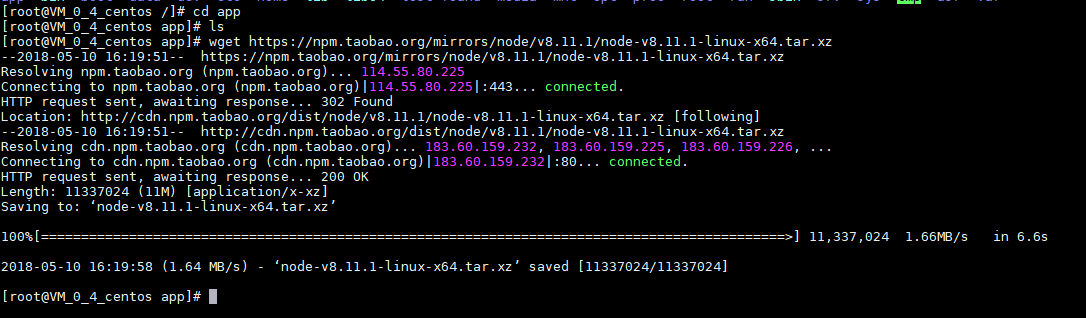 [root@VM_0_4_centos /]# cd app
[root@VM_0_4_centos app]# ls
[root@VM_0_4_centos app]# wget https://npm.taobao.org/mirrors/node/v8.11.1/node-v8.11.1-linux-x64.tar.xz
--2018-05-10 16:19:51--  https://npm.taobao.org/mirrors/node/v8.11.1/node-v8.11.1-linux-x64.tar.xz
Resolving npm.taobao.org (npm.taobao.org)... 114.55.80.225
Connecting to npm.taobao.org (npm.taobao.org)|114.55.80.225|:443... connected.
HTTP request sent, awaiting response... 302 Found
Location: http://cdn.npm.taobao.org/dist/node/v8.11.1/node-v8.11.1-linux-x64.tar.xz [following]
--2018-05-10 16:19:51--  http://cdn.npm.taobao.org/dist/node/v8.11.1/node-v8.11.1-linux-x64.tar.xz
Resolving cdn.npm.taobao.org (cdn.npm.taobao.org)... 183.60.159.232, 183.60.159.225, 183.60.159.226, ...
Connecting to cdn.npm.taobao.org (cdn.npm.taobao.org)|183.60.159.232|:80... connected.
HTTP request sent, awaiting response... 200 OK
Length: 11337024 (11M) [application/x-xz]
Saving to: ‘node-v8.11.1-linux-x64.tar.xz’
100%[==============================================================================================>] 11,337,024  1.66MB/s   in 6.6s
2018-05-10 16:19:58 (1.64 MB/s) - ‘node-v8.11.1-linux-x64.tar.xz’ saved [11337024/11337024]
[root@VM_0_4_centos app]#